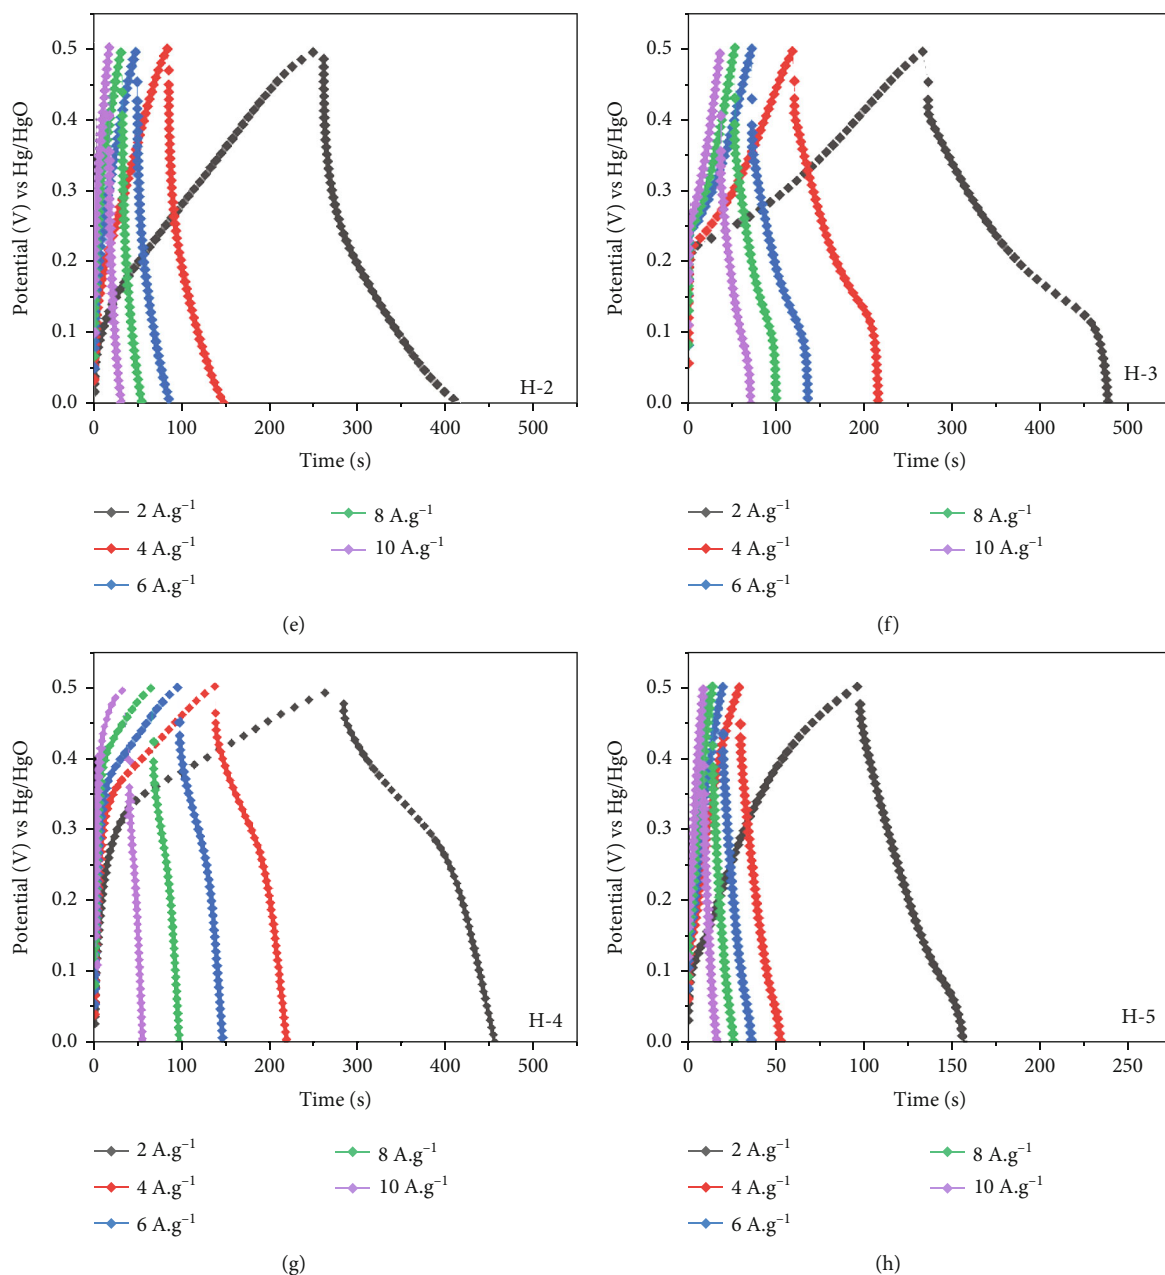 0.5
0.4
0.3
0.2
0.1
0.0
Potential (V) vs Hg/HgO
H-2
0 100 200 300 400 500
Time (s)
2 A.g⁻¹
4 A.g⁻¹
6 A.g⁻¹
8 A.g⁻¹
10 A.g⁻¹
(e)
0.5
0.4
0.3
0.2
0.1
0.0
Potential (V) vs Hg/HgO
H-3
0 100 200 300 400 500
Time (s)
2 A.g⁻¹
4 A.g⁻¹
6 A.g⁻¹
8 A.g⁻¹
10 A.g⁻¹
(f)
0.5
0.4
0.3
0.2
0.1
0.0
Potential (V) vs Hg/HgO
H-4
0 100 200 300 400 500
Time (s)
2 A.g⁻¹
4 A.g⁻¹
6 A.g⁻¹
8 A.g⁻¹
10 A.g⁻¹
(g)
0.5
0.4
0.3
0.2
0.1
0.0
Potential (V) vs Hg/HgO
H-5
0 50 100 150 200 250
Time (s)
2 A.g⁻¹
4 A.g⁻¹
6 A.g⁻¹
8 A.g⁻¹
10 A.g⁻¹
(h)